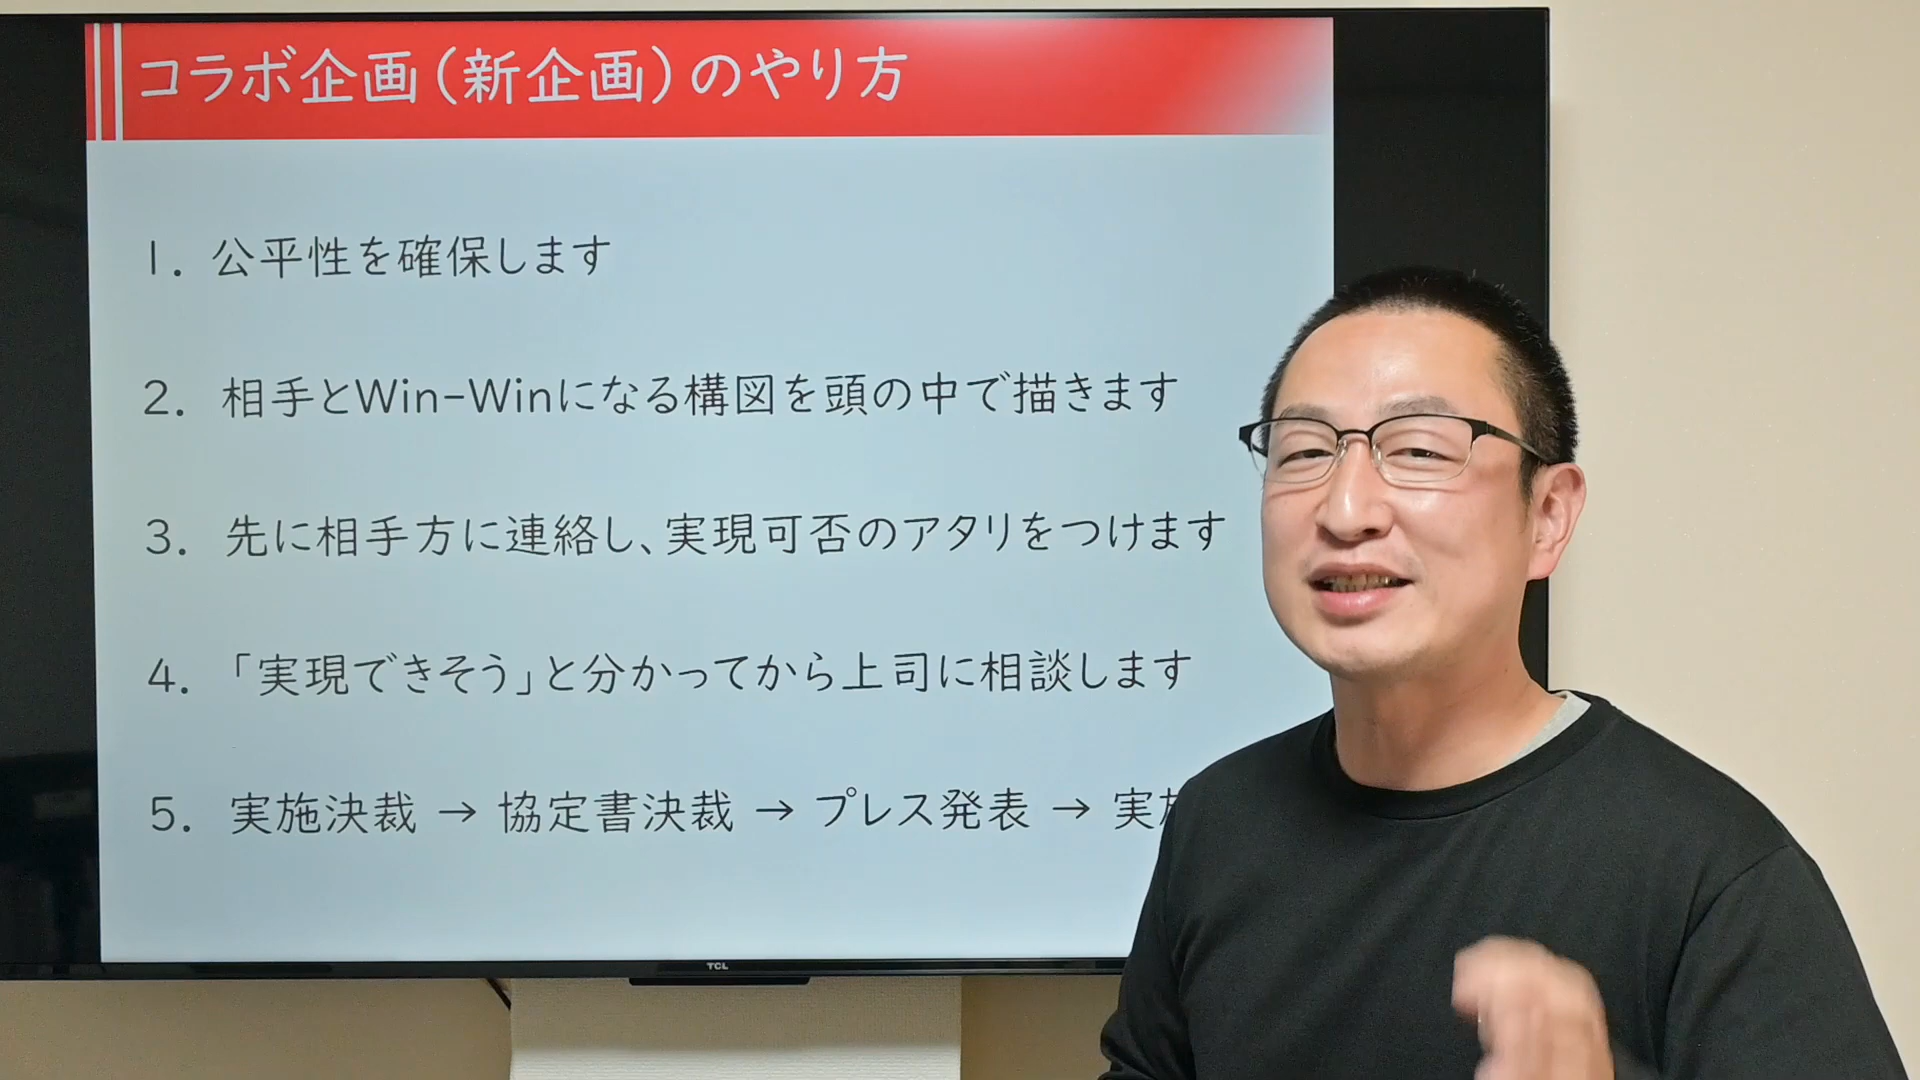 コラボ企画（新企画）のやり方
1. 公平性を確保します
2. 相手とWin-Winになる構図を頭の中で描きます
3. 先に相手方に連絡し、実現可否のアタリをつけます
4. 「実現できそう」と分かってから上司に相談します
5. 実施決裁 → 協定書決裁 → プレス発表 → 実
TCL